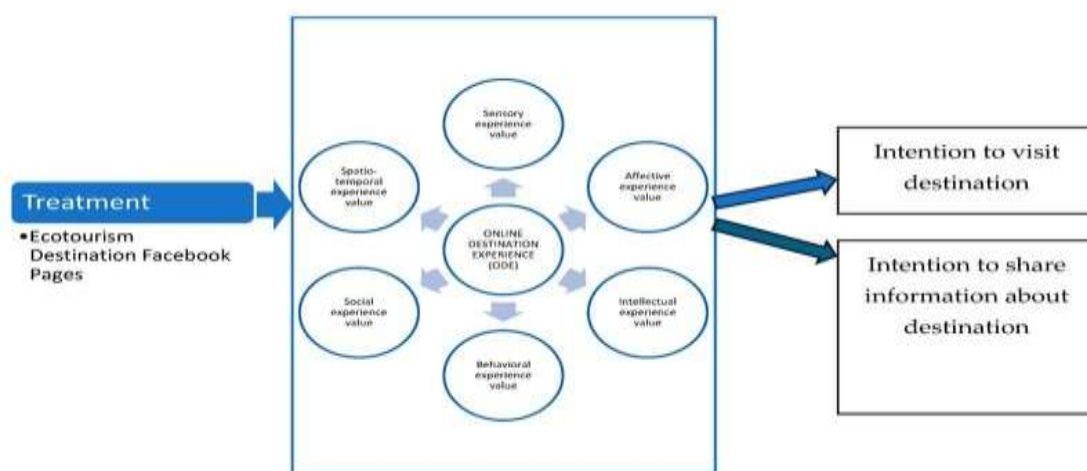 Treatment
•Ecotourism
Destination Facebook
Pages
Sensory
experience
value
Spatio-
temporal
experience
value
Affective
experience
value
ONLINE
DESTINATION
EXPERIENCE
(ODE)
Social
experience
value
Intellectual
experience
value
Behavioral
experience
value
Intention to visit
destination
Intention to share
information about
destination